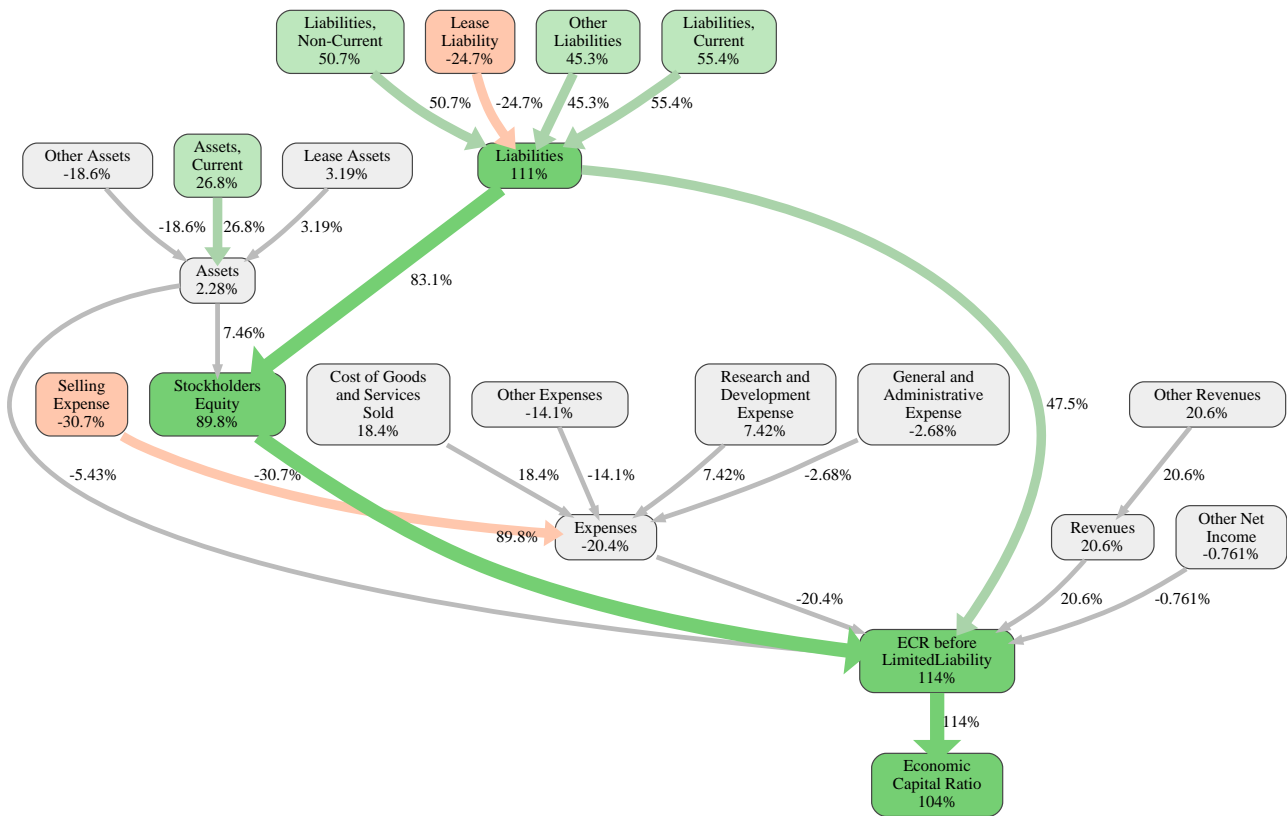 Liabilities,
Non-Current
50.7%
Lease
Liability
-24.7%
Other
Liabilities
45.3%
Liabilities,
Current
55.4%
50.7%
-24.7%
45.3%
55.4%
Other Assets
-18.6%
Assets,
Current
26.8%
Lease Assets
3.19%
Liabilities
111%
-18.6%
26.8%
3.19%
Assets
2.28%
83.1%
7.46%
Selling
Expense
-30.7%
Stockholders
Equity
89.8%
Cost of Goods
and Services
Sold
18.4%
Other Expenses
-14.1%
Research and
Development
Expense
7.42%
General and
Administrative
Expense
-2.68%
47.5%
Other Revenues
20.6%
-5.43%
-30.7%
18.4%
-14.1%
7.42%
-2.68%
20.6%
89.8%
Expenses
-20.4%
Revenues
20.6%
Other Net
Income
-0.761%
-20.4%
20.6%
-0.761%
ECR before
LimitedLiability
114%
114%
Economic
Capital Ratio
104%